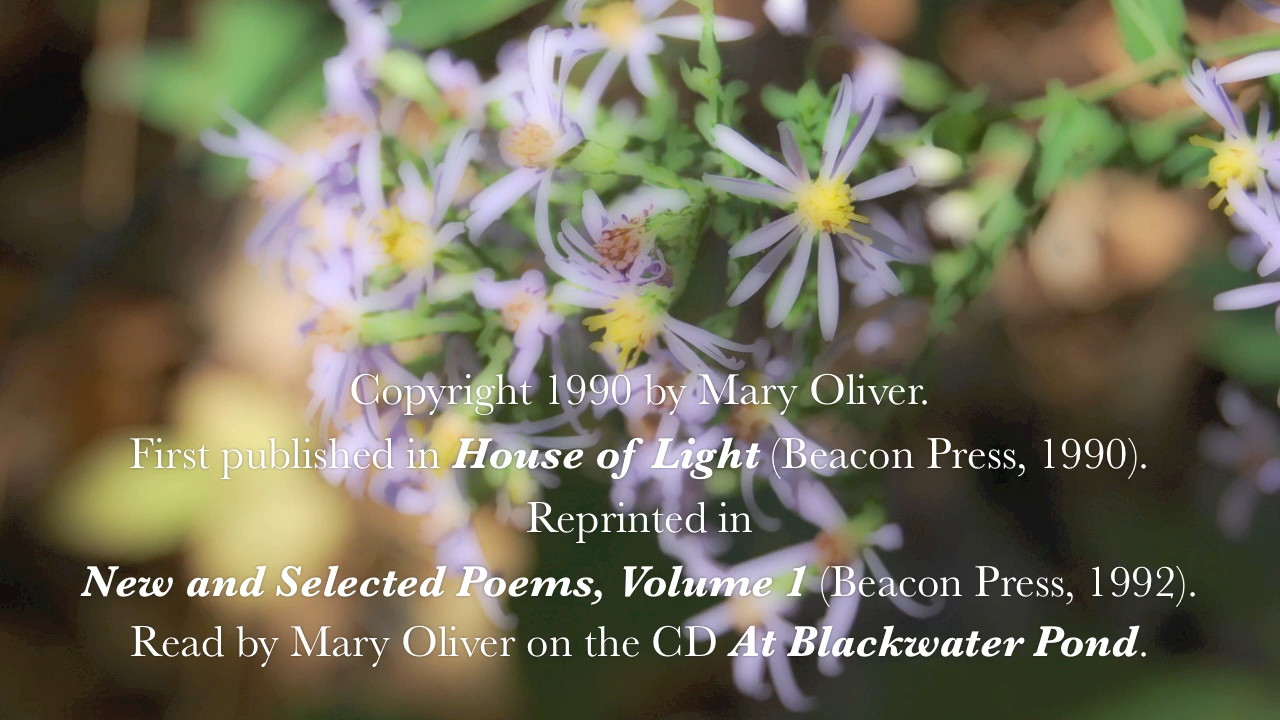 Copyright 1990 by Mary Oliver.
First published in House of Light (Beacon Press, 1990).
Reprinted in
New and Selected Poems, Volume 1 (Beacon Press, 1992).
Read by Mary Oliver on the CD At Blackwater Pond.